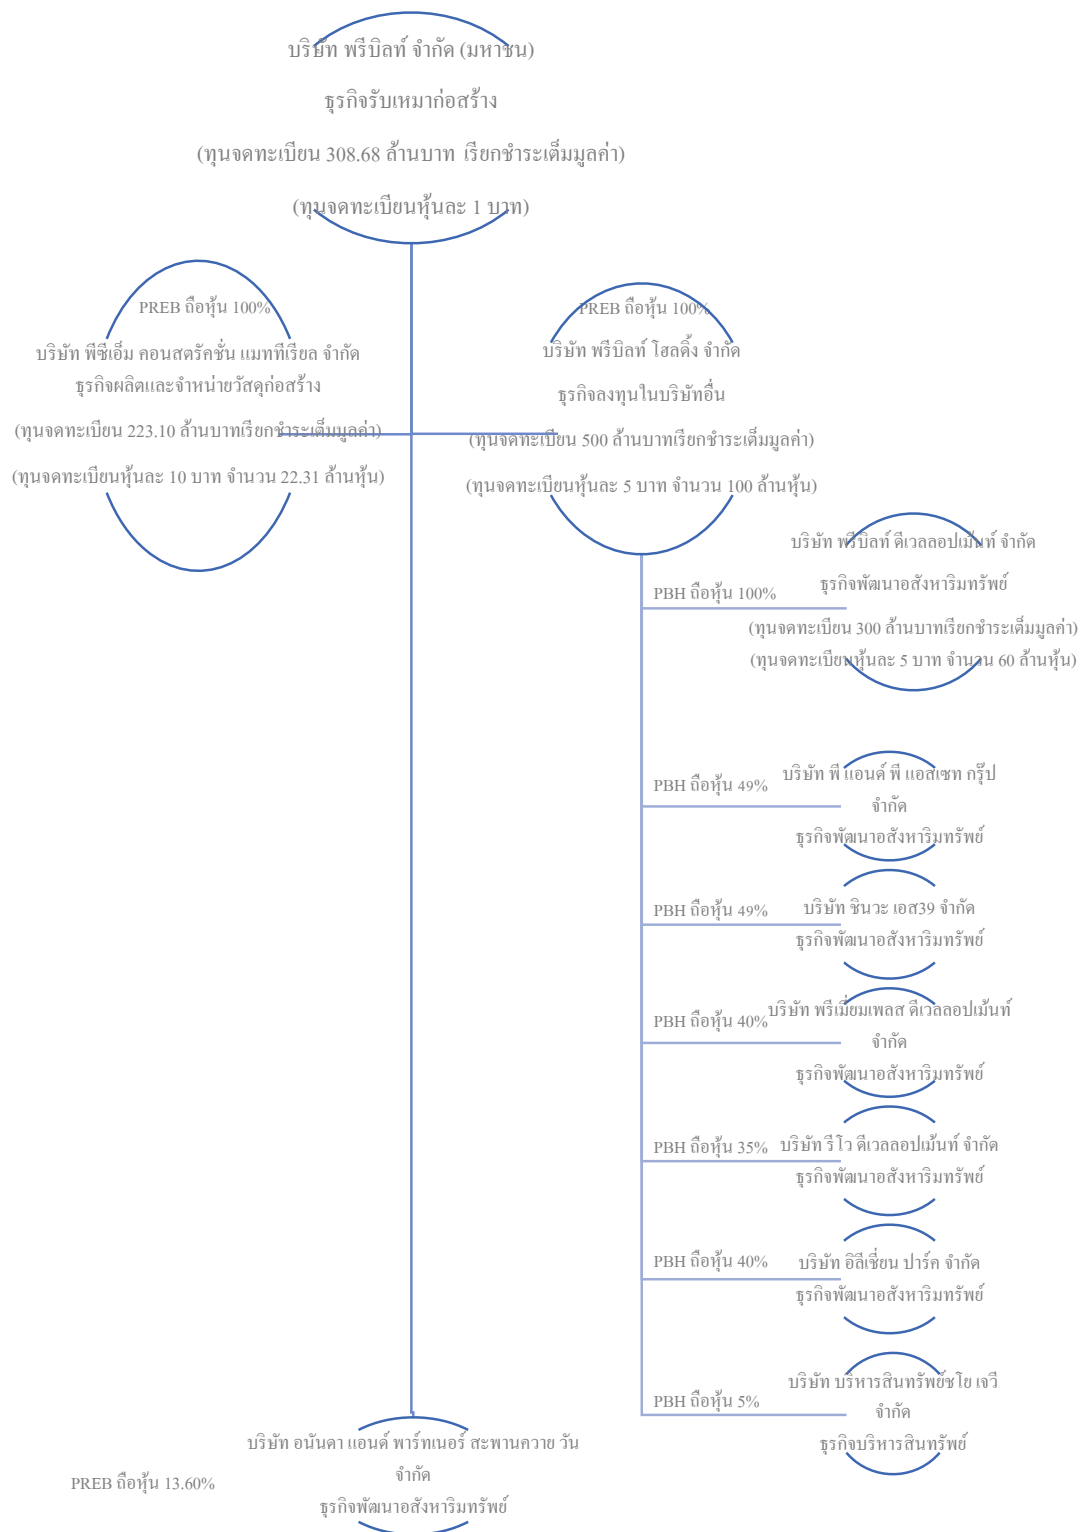 บริษัท พรีบิลท์ จำกัด (มหาชน)
ธุรกิจรับเหมาก่อสร้าง
(ทุนจดทะเบียน 308.68 ล้านบาท เรียกชำระเต็มมูลค่า)
(ทุนจดทะเบียนหุ้นละ 1 บาท)
PREB ถือหุ้น 100%
บริษัท พีซีเอ็ม คอนสตรัคชั่น แมททีเรียล จำกัด
ธุรกิจผลิตและจำหน่ายวัสดุก่อสร้าง
(ทุนจดทะเบียน 223.10 ล้านบาทเรียกชำระเต็มมูลค่า)
(ทุนจดทะเบียนหุ้นละ 10 บาท จำนวน 22.31 ล้านหุ้น)
PREB ถือหุ้น 100%
บริษัท พรีบิลท์ โฮลดิ้ง จำกัด
ธุรกิจลงทุนในบริษัทอื่น
(ทุนจดทะเบียน 500 ล้านบาทเรียกชำระเต็มมูลค่า)
(ทุนจดทะเบียนหุ้นละ 5 บาท จำนวน 100 ล้านหุ้น)
PBH ถือหุ้น 100%
บริษัท พรีบิลท์ ดีเวลลอปเม้นท์ จำกัด
ธุรกิจพัฒนาอสังหาริมทรัพย์
(ทุนจดทะเบียน 300 ล้านบาทเรียกชำระเต็มมูลค่า)
(ทุนจดทะเบียนหุ้นละ 5 บาท จำนวน 60 ล้านหุ้น)
PBH ถือหุ้น 49%
บริษัท พี แอนด์ พี แอสเซท กรุ๊ป
จำกัด
ธุรกิจพัฒนาอสังหาริมทรัพย์
PBH ถือหุ้น 49%
บริษัท ชินวะ เอส39 จำกัด
ธุรกิจพัฒนาอสังหาริมทรัพย์
PBH ถือหุ้น 40%
บริษัท พรีเมี่ยมเพลส ดีเวลลอปเม้นท์
จำกัด
ธุรกิจพัฒนาอสังหาริมทรัพย์
PBH ถือหุ้น 35%
บริษัท รีโว ดีเวลลอปเม้นท์ จำกัด
ธุรกิจพัฒนาอสังหาริมทรัพย์
PBH ถือหุ้น 40%
บริษัท อิลีเชี่ยน ปาร์ค จำกัด
ธุรกิจพัฒนาอสังหาริมทรัพย์
PBH ถือหุ้น 5%
บริษัท บริหารสินทรัพย์ชโย เจวี
จำกัด
ธุรกิจบริหารสินทรัพย์
PREB ถือหุ้น 13.60%
บริษัท อนันดา แอนด์ พาร์ทเนอร์ สะพานควาย วัน
จำกัด
ธุรกิจพัฒนาอสังหาริมทรัพย์